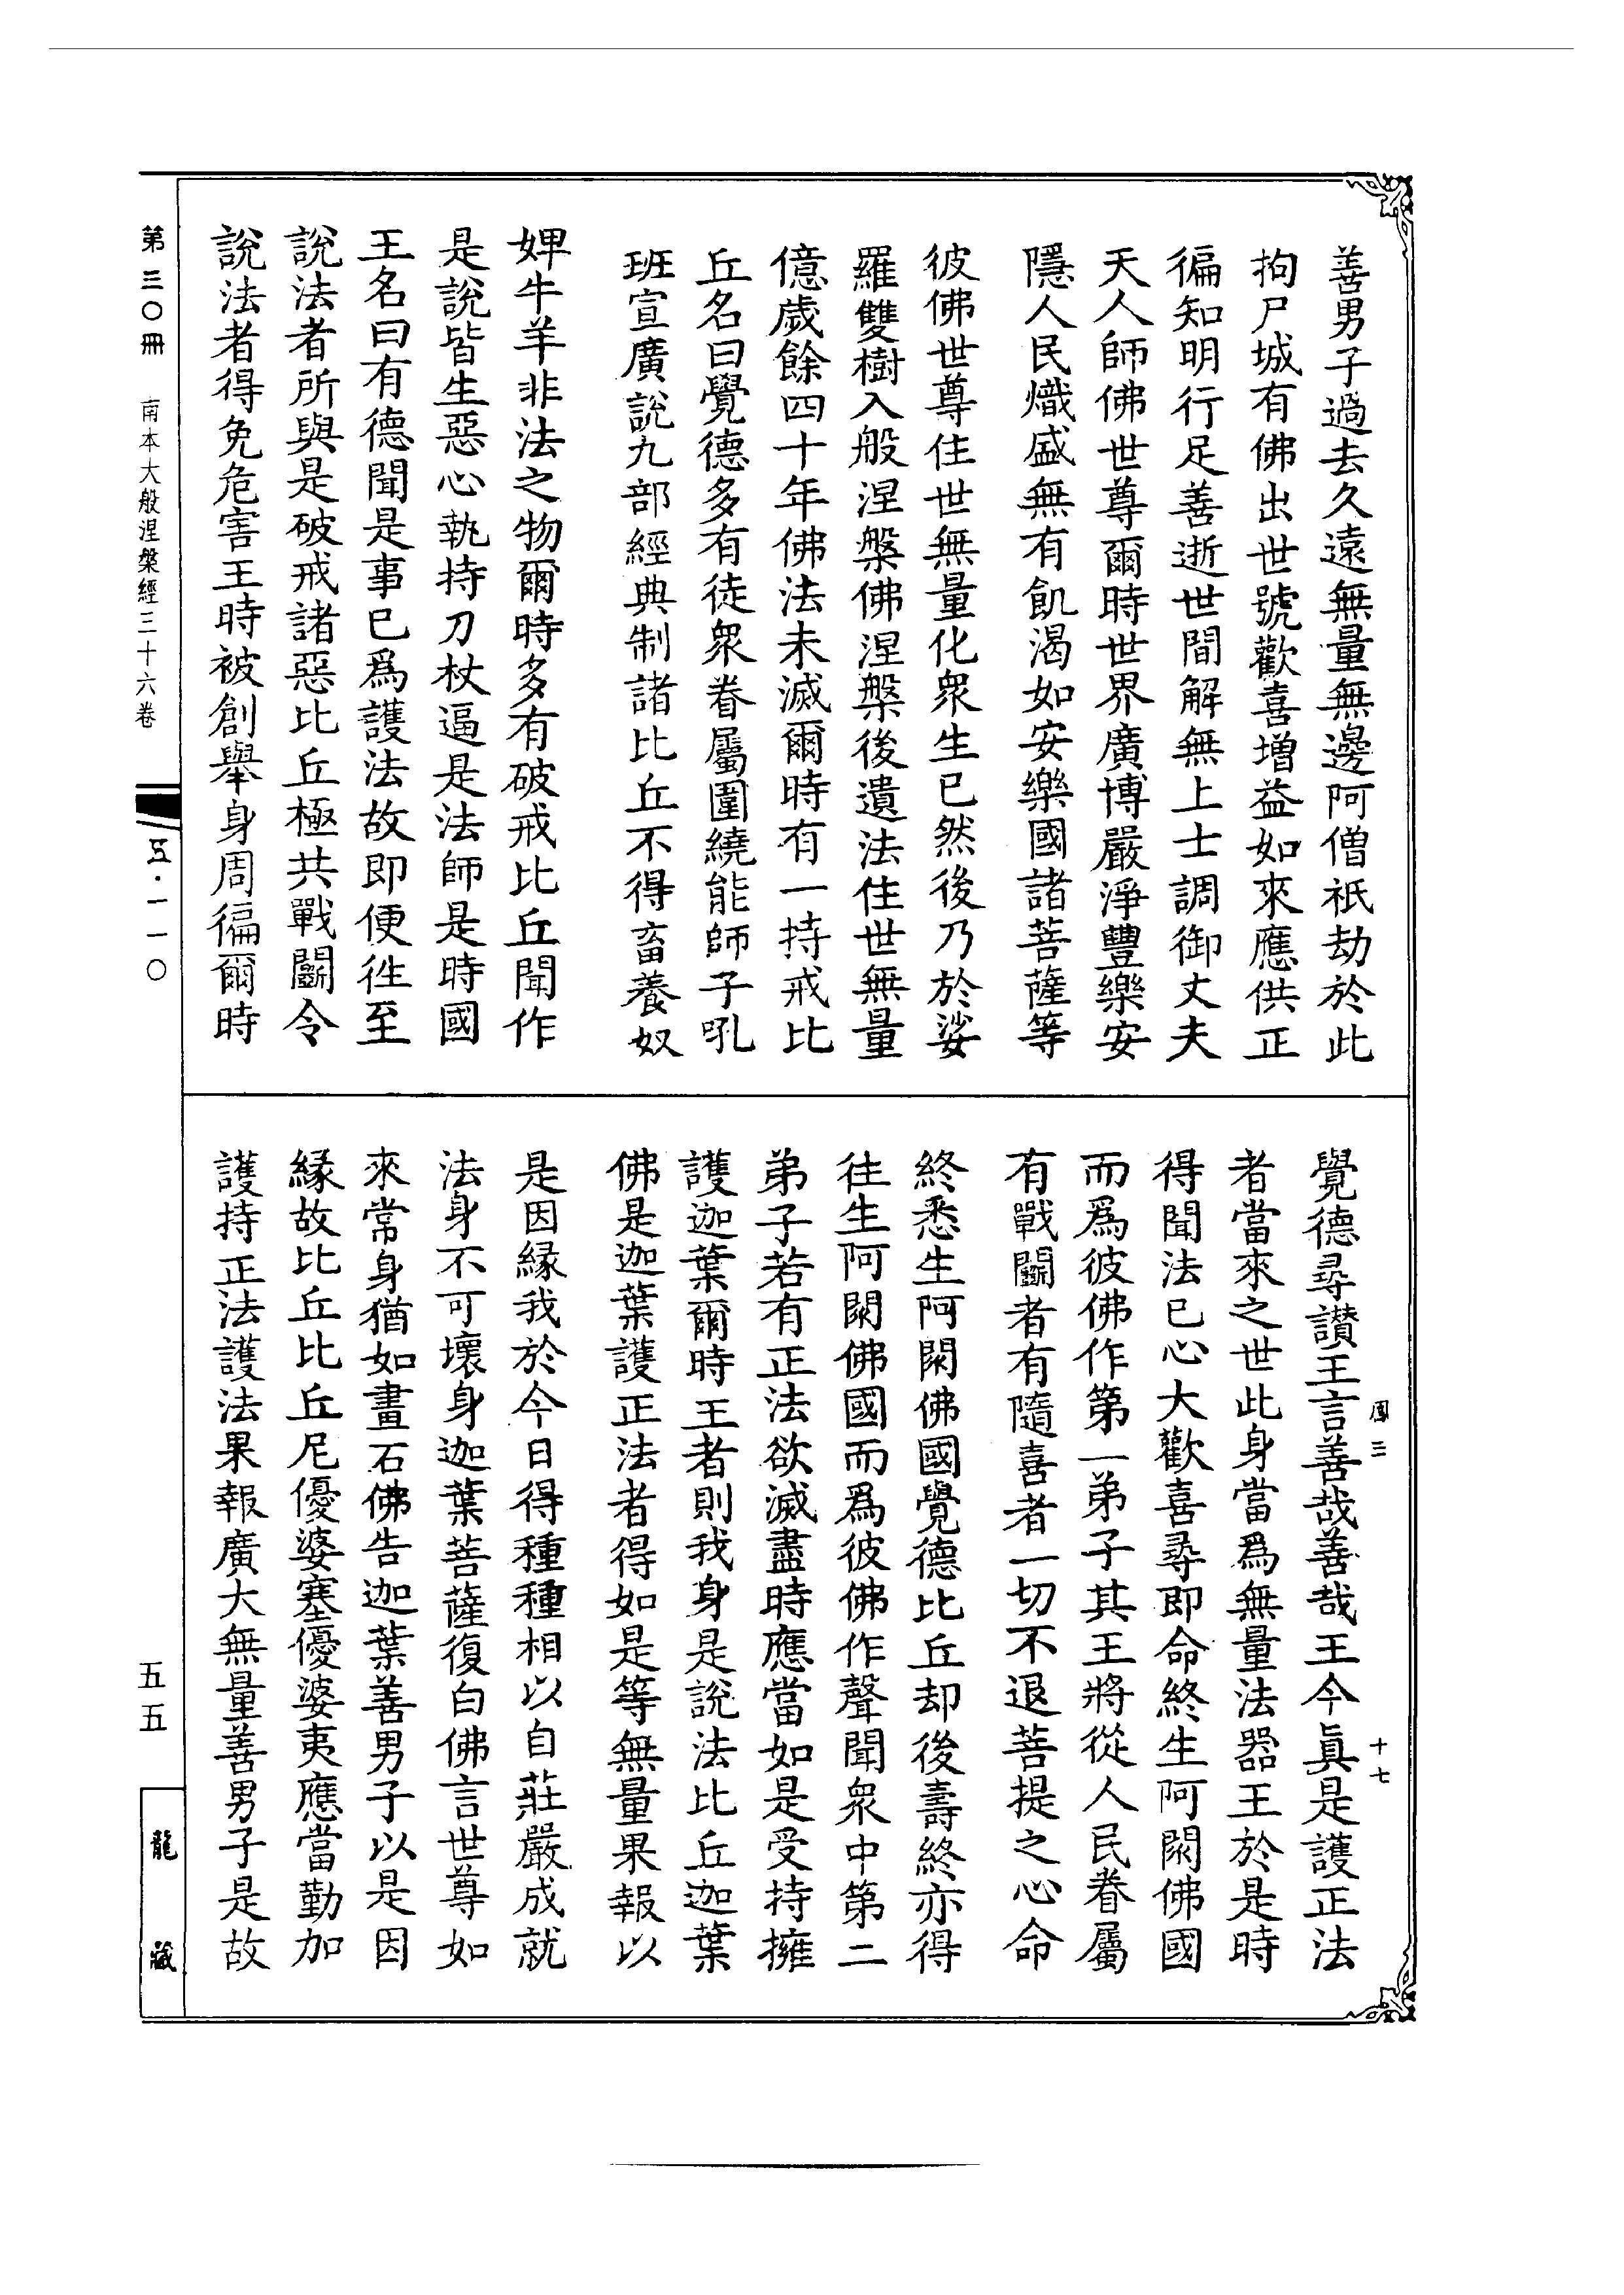 善男子過去久遠無量無邊阿僧祇劫於此
拘尸城有佛出世號歡喜增益如來應供正
徧知明行足善逝世間解無上士調御丈夫
天人師佛世尊爾時世界廣博嚴淨豐樂安
隱人民熾盛無有飢渴如安樂國諸菩薩等
彼佛世尊住世無量化衆生已然後乃於娑
羅雙樹入般涅槃佛涅槃後遺法住世無量
億歲餘四十年佛法未滅爾時有一持戒比
丘名曰覺德多有徒衆眷屬圍繞能師子吼
班宣廣說九部經典制諸比丘不得畜養奴
婢牛羊非法之物爾時多有破戒比丘聞作
是說皆生惡心執持刀杖逼是法師是時國
王名曰有德聞是事已爲護法故即便徃至
說法者所與是破戒諸惡比丘極共戰鬭令
說法者得免危害王時被創舉身周徧爾時
覺德尋讃王言善哉善哉王今眞是護正法
者當來之世此身當爲無量法器王於是時
得聞法已心大歡喜尋即命終生阿閦佛國
而爲彼佛作第一弟子其王將從人民眷屬
有戰鬭者有隨喜者一切不退菩提之心命
終悉生阿閦佛國覺德比丘却後壽終亦得
往生阿閦佛國而爲彼佛作聲聞衆中第二
弟子若有正法欲滅盡時應當如是受持擁
護迦葉爾時王者則我身是說法比丘迦葉
佛是迦葉護正法者得如是等無量果報以
是因緣我於今日得種種相以自莊嚴成就
法身不可壞身迦葉菩薩復白佛言世尊如
來常身猶如畫石佛告迦葉善男子以是因
緣故比丘比丘尼優婆塞優婆夷應當勤加
護持正法護法果報廣大無量善男子是故
鳳三
十七
第三〇冊 南本大般涅槃經三十六卷
五·一一〇
五五
龍藏